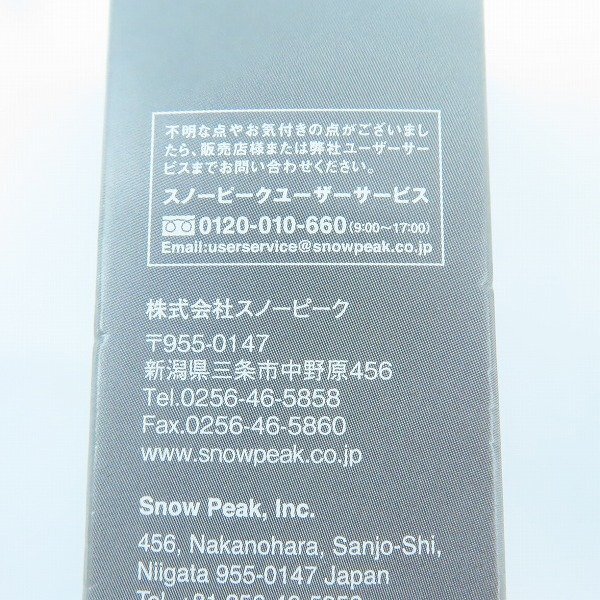 不明な点やお気付きの点がございまし
たら、販売店様または弊社ユーザーサー
ビスまでお問い合わせください。
スノーピークユーザーサービス
0120-010-660(9:00〜17:00)
Email:userservice@snowpeak.co.jp
株式会社スノーピーク
〒955-0147
新潟県三条市中野原456
Tel.0256-46-5858
Fax.0256-46-5860
www.snowpeak.co.jp
Snow Peak, Inc.
456, Nakanohara, Sanjo-Shi,
Niigata 955-0147 Japan